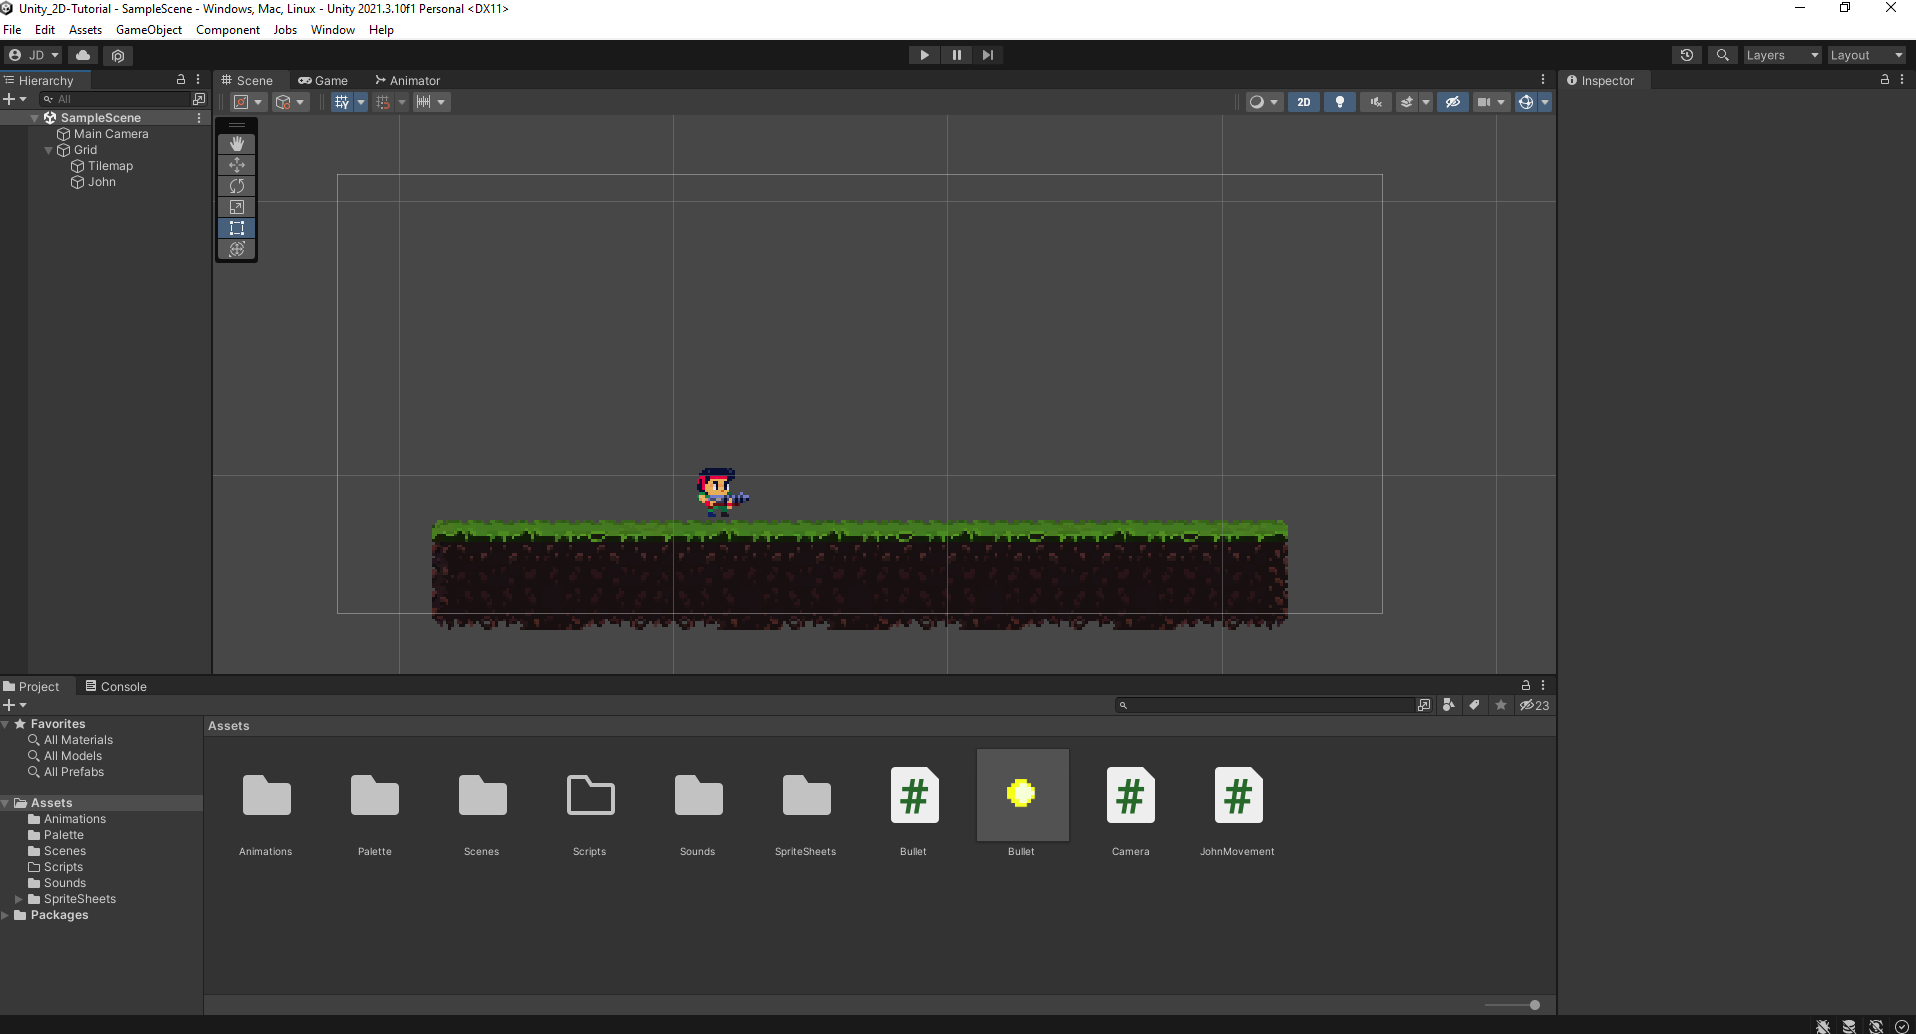 Unity_2D-Tutorial - SampleScene - Windows, Mac, Linux - Unity 2021.3.10f1 Personal <DX11>
File Edit Assets GameObject Component Jobs Window Help
JD Layers Layout
Hierarchy Scene Game Animator Inspector
All 2D
SampleScene
Main Camera
Grid
Tilemap
John
Project Console
23
Favorites Assets
All Materials
All Models
All Prefabs
Assets
Animations
Palette
Scenes
Scripts
Sounds
SpriteSheets
Packages
Animations Palette Scenes Scripts Sounds SpriteSheets Bullet Bullet Camera JohnMovement